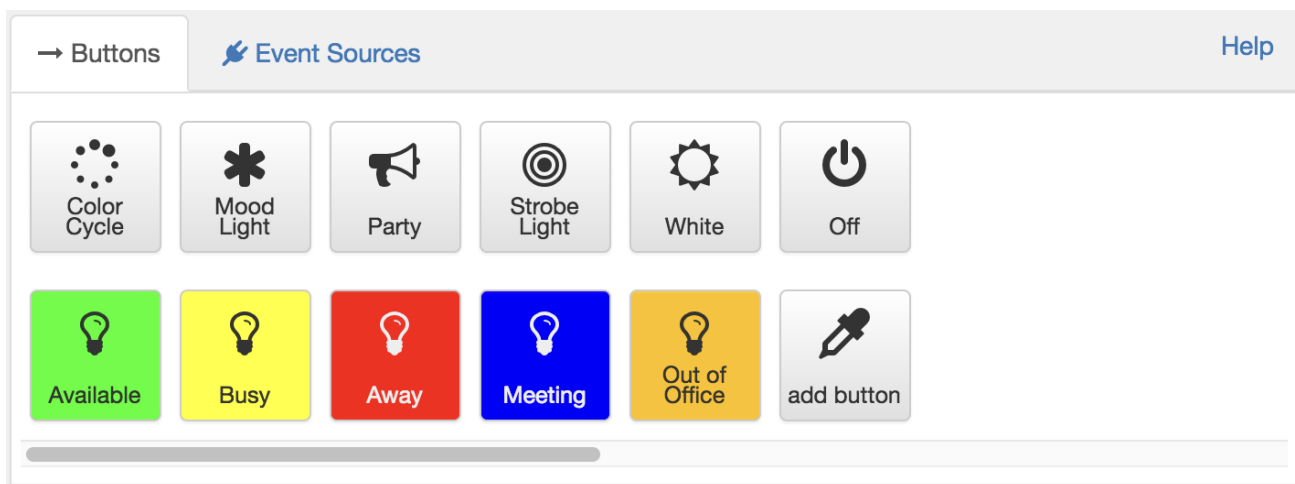 Buttons
Event Sources
Help
Color
Cycle
Mood
Light
Party
Strobe
Light
White
Off
Available
Busy
Away
Meeting
Out of
Office
add button